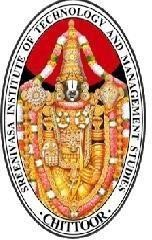 SREENIVASA INSTITUTE OF TECHNOLOGY AND MANAGEMENT STUDIES
·CHITTOOR·